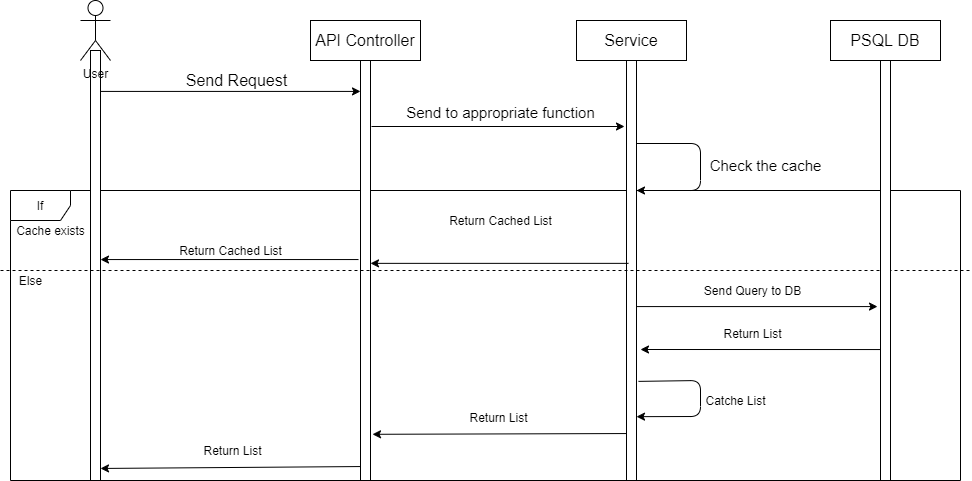 API Controller
Service
PSQL DB
User
Send Request
Send to appropriate function
Check the cache
If
Cache exists
Return Cached List
Return Cached List
Else
Send Query to DB
Return List
Catche List
Return List
Return List